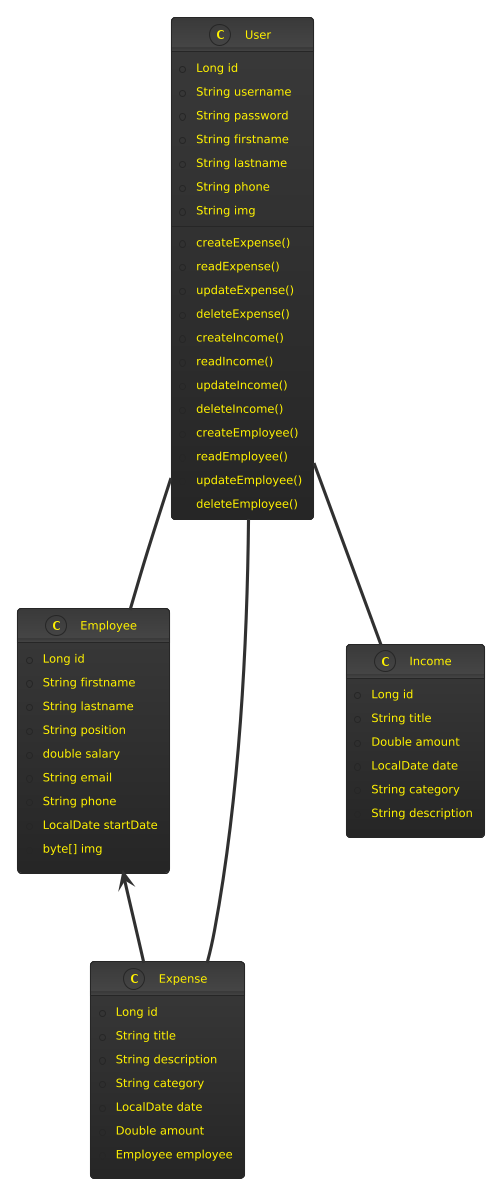 C User
Long id
String username
String password
String firstname
String lastname
String phone
String img
createExpense()
readExpense()
updateExpense()
deleteExpense()
createIncome()
readIncome()
updateIncome()
deleteIncome()
createEmployee()
readEmployee()
updateEmployee()
deleteEmployee()
C Employee
Long id
String firstname
String lastname
String position
double salary
String email
String phone
LocalDate startDate
byte[] img
C Income
Long id
String title
Double amount
LocalDate date
String category
String description
C Expense
Long id
String title
String description
String category
LocalDate date
Double amount
Employee employee